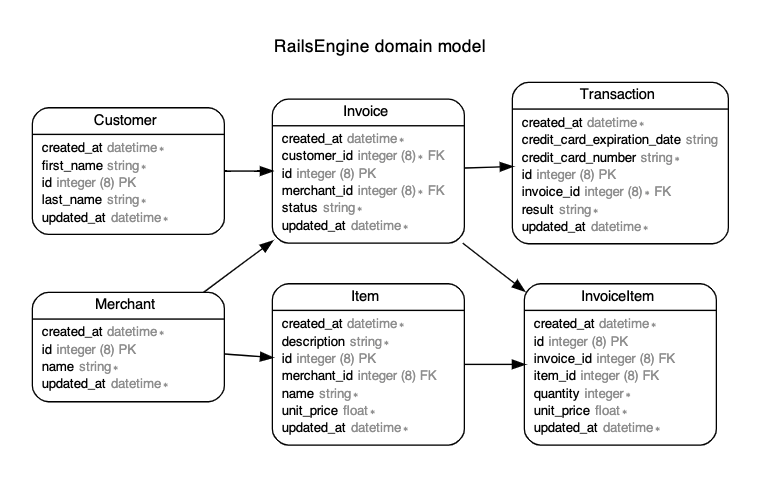 RailsEngine domain model
Customer
created_at datetime *
first_name string *
id integer (8) PK
last_name string *
updated_at datetime *
Invoice
created_at datetime *
customer_id integer (8) * FK
id integer (8) PK
merchant_id integer (8) * FK
status string *
updated_at datetime *
Transaction
created_at datetime *
credit_card_expiration_date string
credit_card_number string *
id integer (8) PK
invoice_id integer (8) * FK
result string *
updated_at datetime *
Merchant
created_at datetime *
id integer (8) PK
name string *
updated_at datetime *
Item
created_at datetime *
description string *
id integer (8) PK
merchant_id integer (8) FK
name string *
unit_price float *
updated_at datetime *
InvoiceItem
created_at datetime *
id integer (8) PK
invoice_id integer (8) FK
item_id integer (8) FK
quantity integer *
unit_price float *
updated_at datetime *